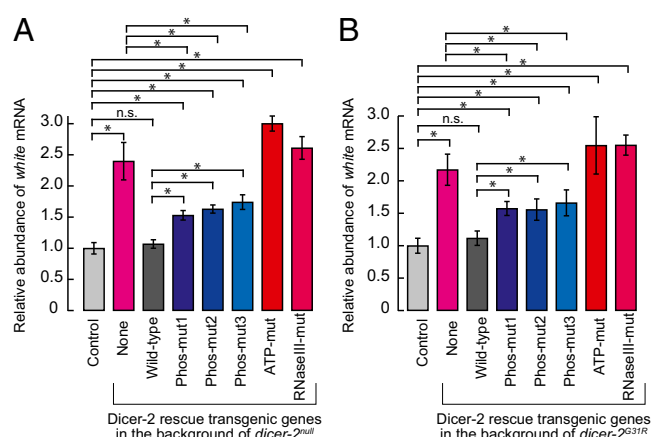 A
B
*
*
*
*
*
*
*
*
n.s.
*
*
*
*
*
*
*
*
*
*
*
*
n.s.
*
*
*
*
Relative abundance of white mRNA
3.0
2.5
2.0
1.5
1.0
0.5
0
Control
None
Wild-type
Phos-mut1
Phos-mut2
Phos-mut3
ATP-mut
RNaseIII-mut
Dicer-2 rescue transgenic genes
in the background of dicer-2null
Relative abundance of white mRNA
3.0
2.5
2.0
1.5
1.0
0.5
0
Control
None
Wild-type
Phos-mut1
Phos-mut2
Phos-mut3
ATP-mut
RNaseIII-mut
Dicer-2 rescue transgenic genes
in the background of dicer-2G31R